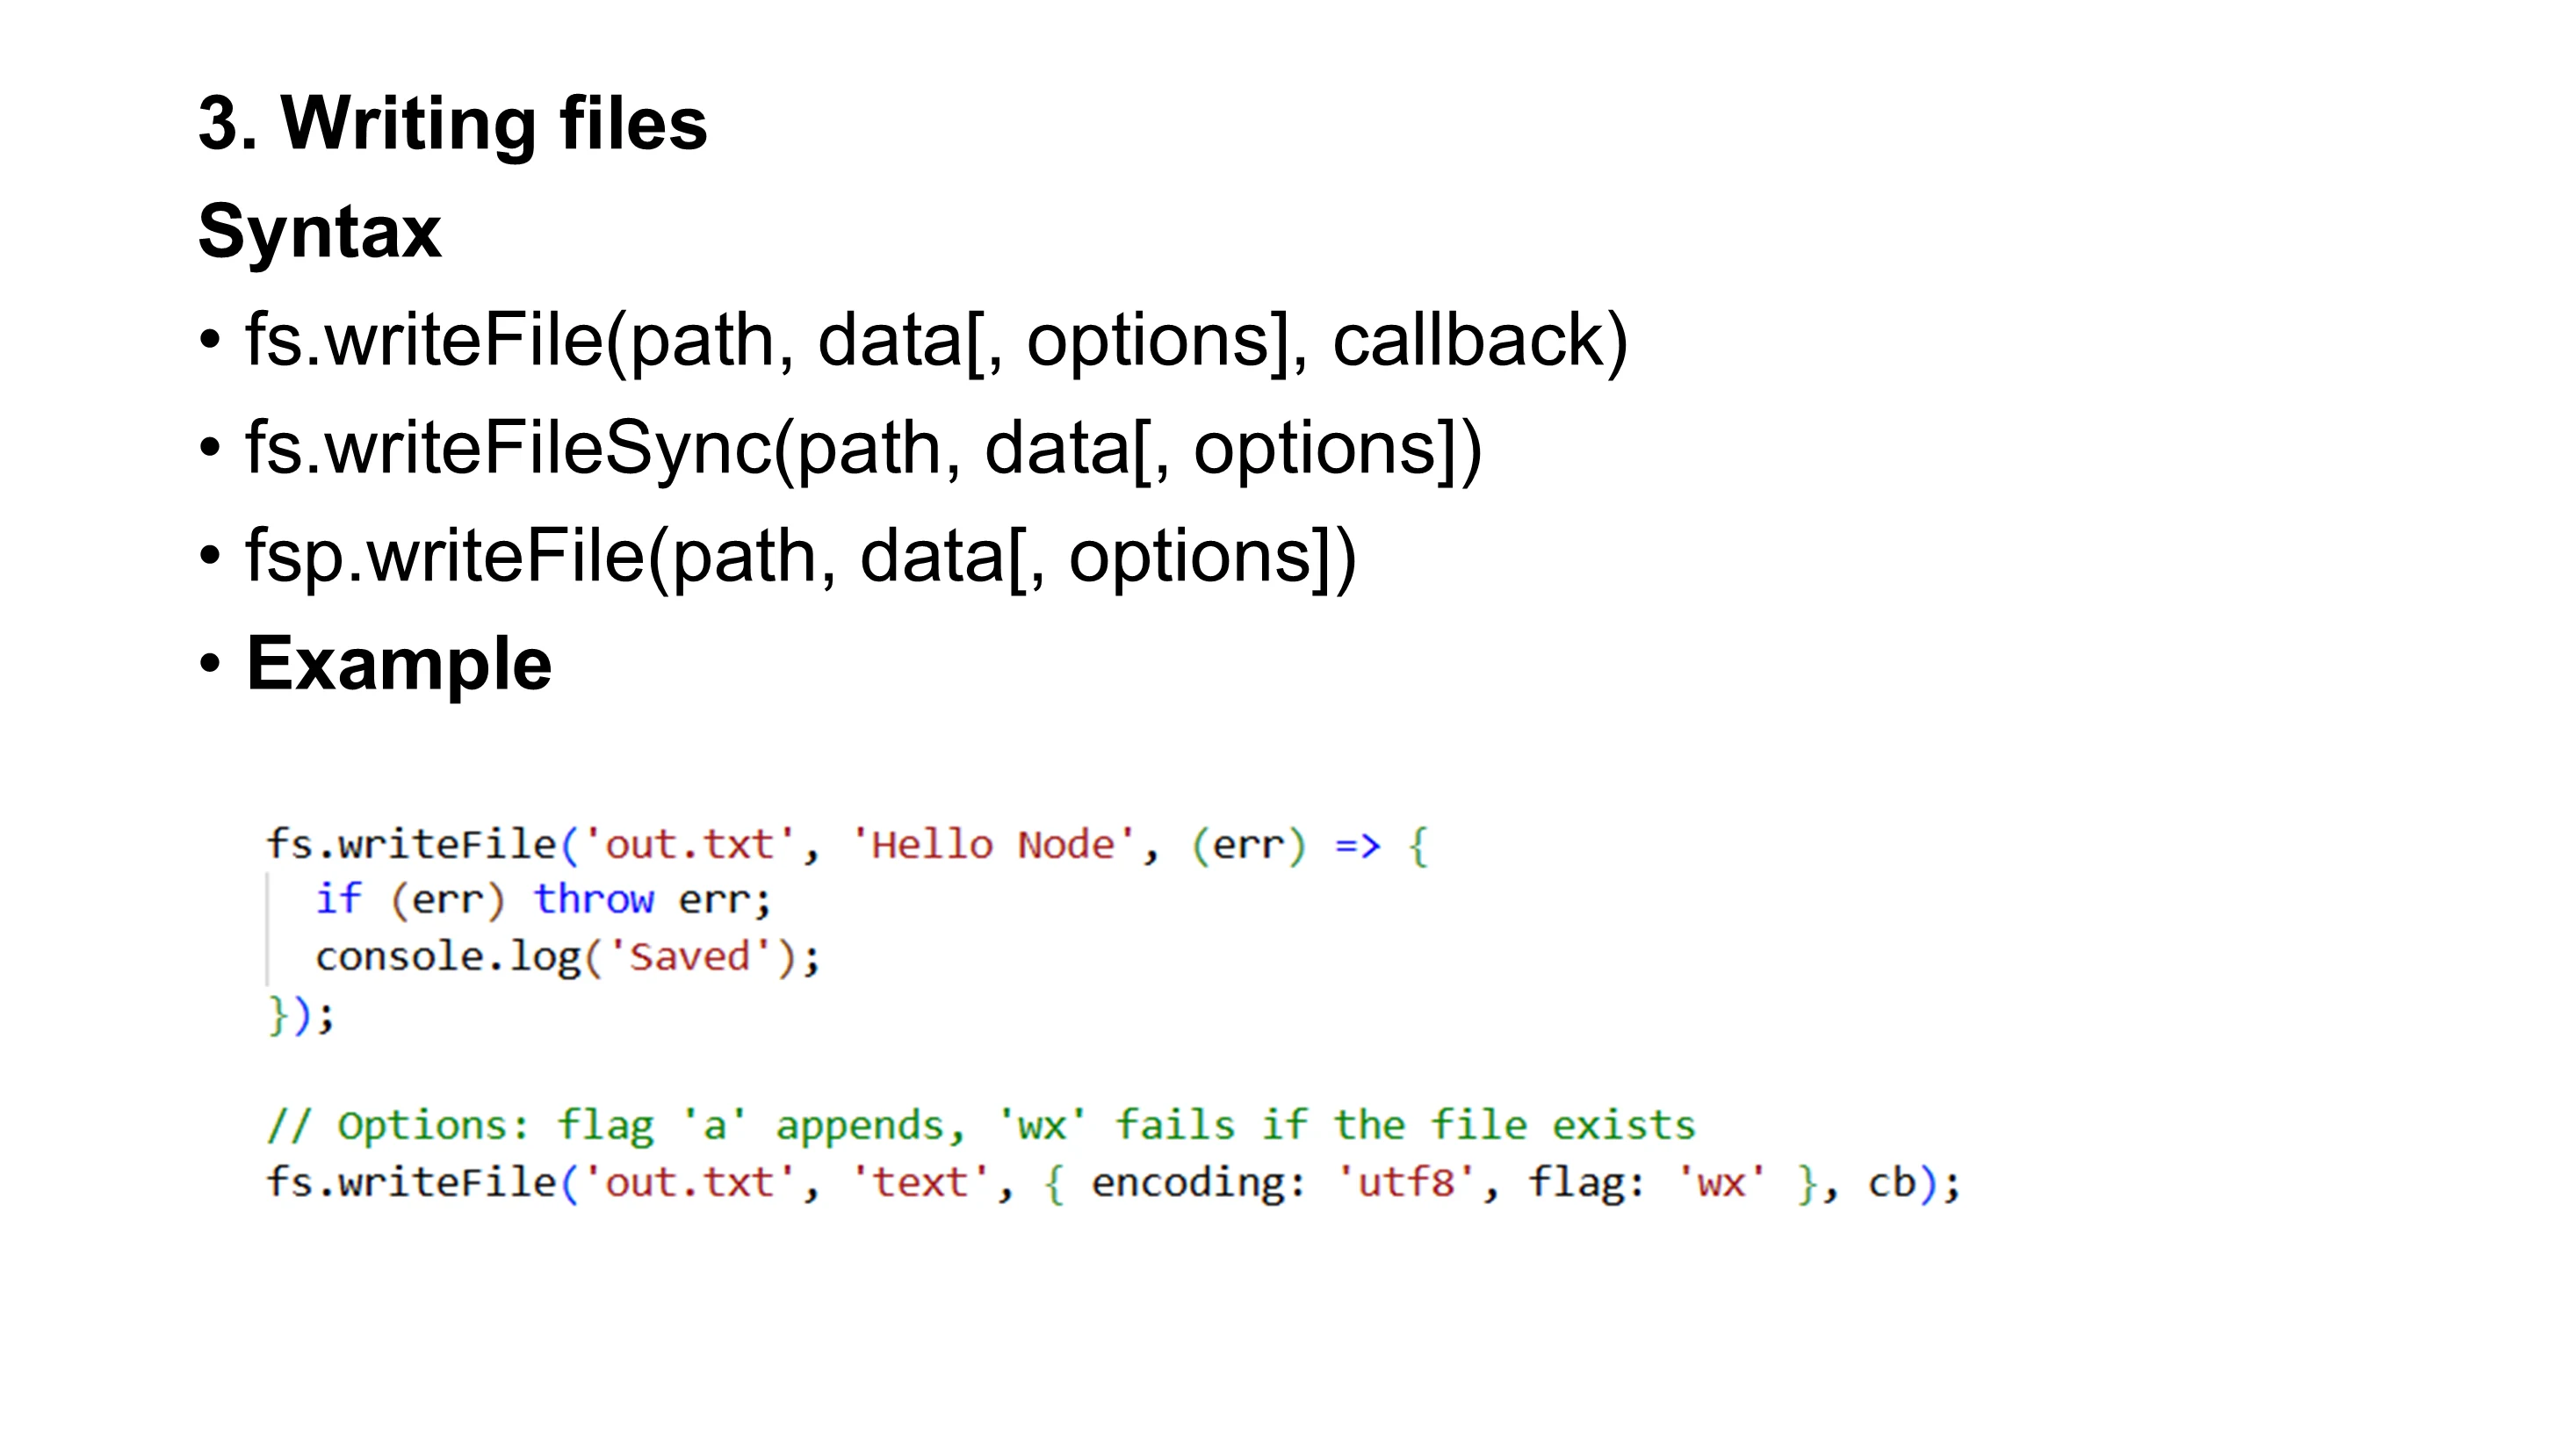 3. Writing files
Syntax
• fs.writeFile(path, data[, options], callback)
• fs.writeFileSync(path, data[, options])
• fsp.writeFile(path, data[, options])
• Example
fs.writeFile('out.txt', 'Hello Node', (err) => {
  if (err) throw err;
  console.log('Saved');
});
// Options: flag 'a' appends, 'wx' fails if the file exists
fs.writeFile('out.txt', 'text', { encoding: 'utf8', flag: 'wx' }, cb);